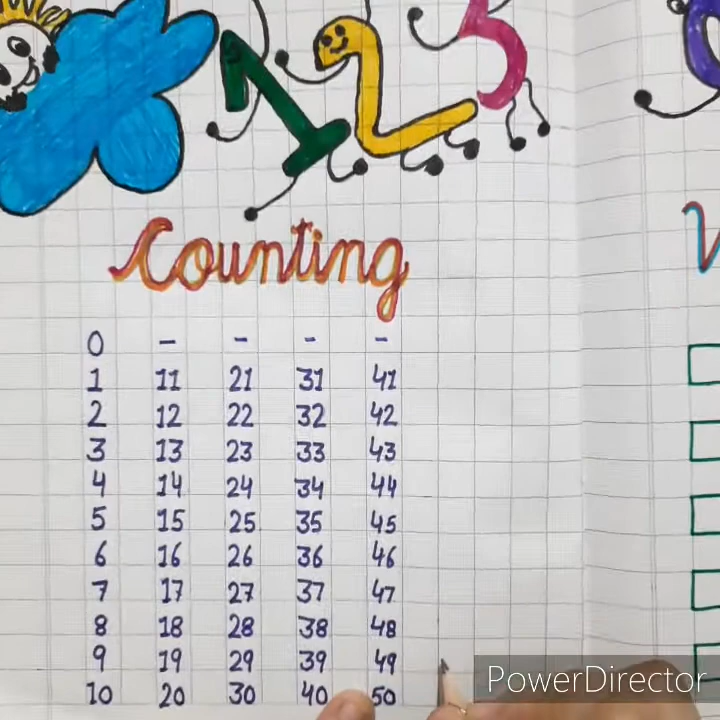 1 2 3
Counting
0 - - - -
1 11 21 31 41
2 12 22 32 42
3 13 23 33 43
4 14 24 34 44
5 15 25 35 45
6 16 26 36 46
7 17 27 37 47
8 18 28 38 48
9 19 29 39 49
10 20 30 40 50
PowerDirector